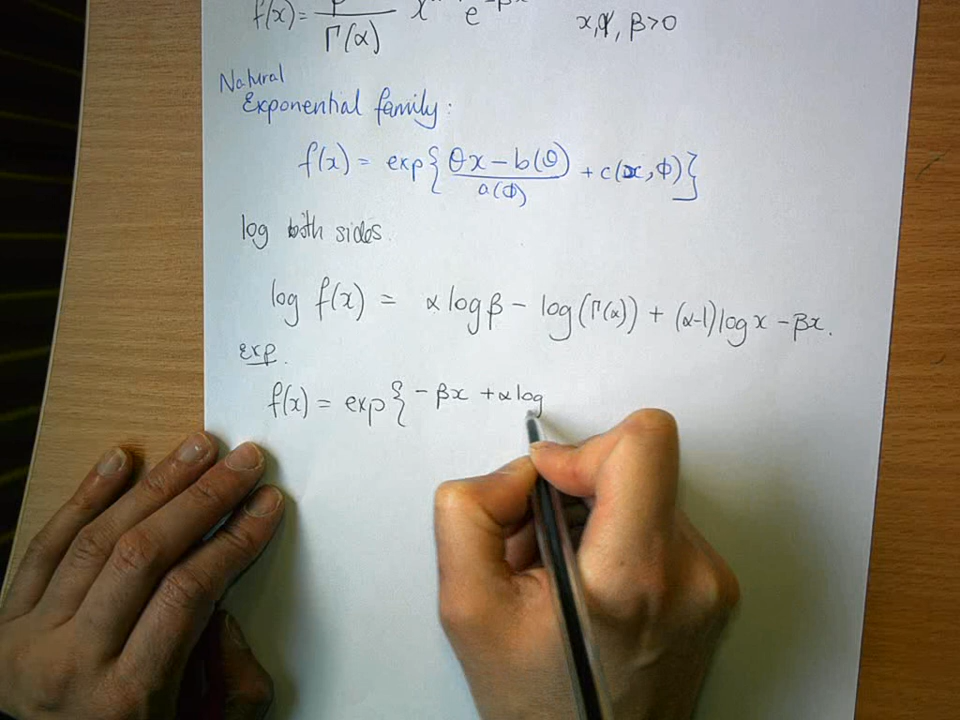 f(x) = β / Γ(α) x e^-βx x, α, β > 0
Natural
Exponential family:
f(x) = exp{ θx - b(θ) / a(ϕ) + c(x, ϕ) }
log both sides.
log f(x) = α log β - log(Γ(α)) + (α-1) log x - βx.
exp.
f(x) = exp{ - βx + α log